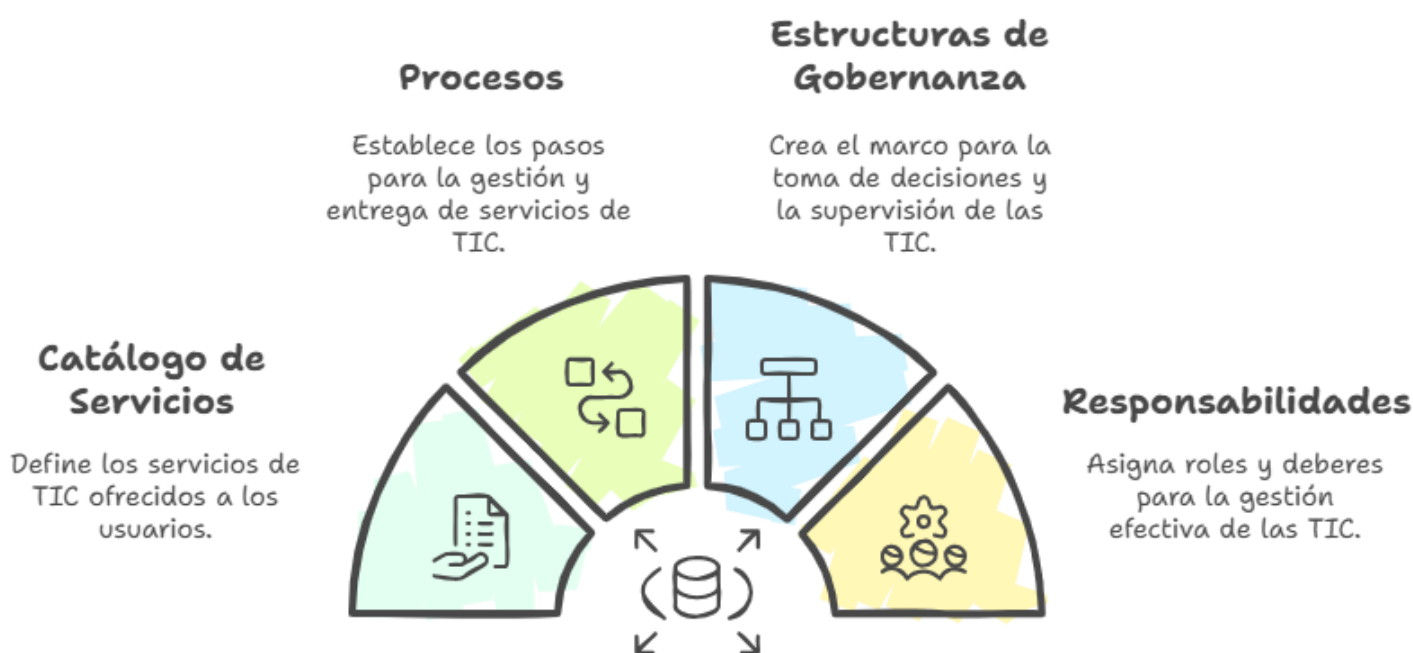 Catálogo de
Servicios
Define los servicios de
TIC ofrecidos a los
usuarios.
Procesos
Establece los pasos
para la gestión y
entrega de servicios de
TIC.
Estructuras de
Gobernanza
Crea el marco para la
toma de decisiones y
la supervisión de las
TIC.
Responsabilidades
Asigna roles y deberes
para la gestión
efectiva de las TIC.